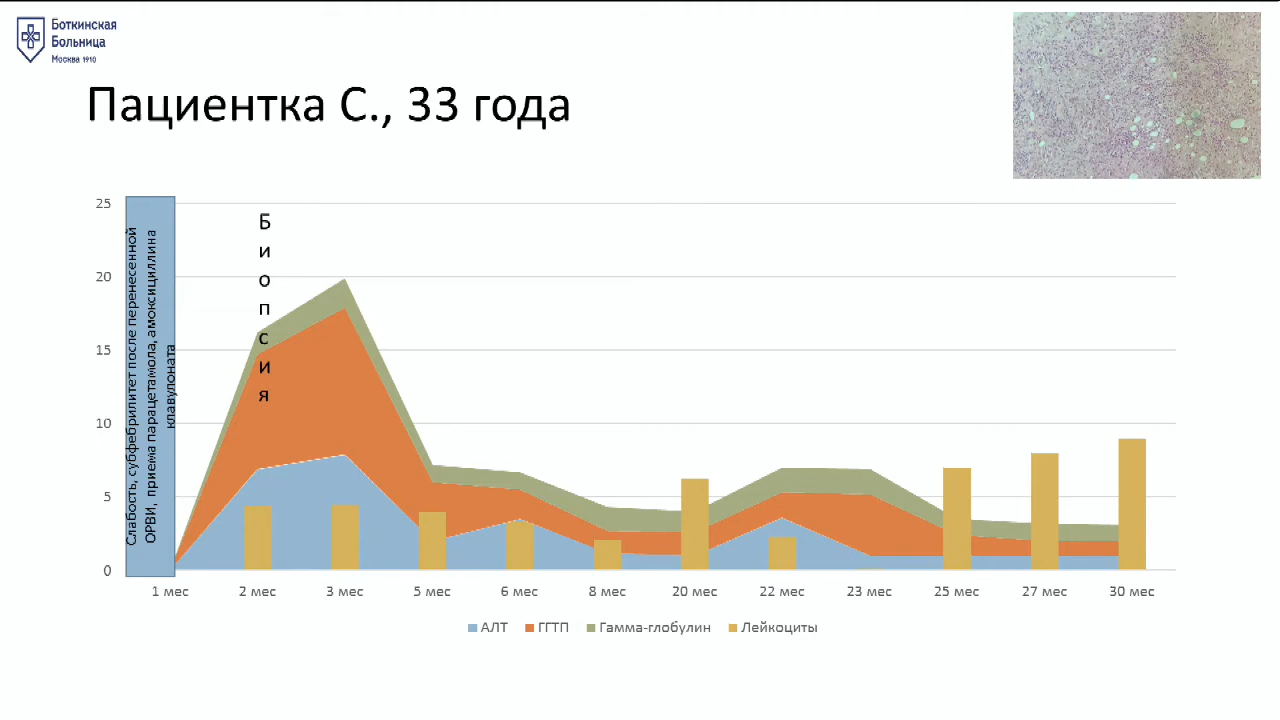 Боткинская
Больница
Москва 1910
Пациентка С., 33 года
25
20
15
10
5
0
Слабость, субфебрилитет после перенесенной
ОРВИ, приема парацетамола, амоксициллина
клавулоната
Биопсия
1 мес 2 мес 3 мес 5 мес 6 мес 8 мес 20 мес 22 мес 23 мес 25 мес 27 мес 30 мес
АЛТ ГГТП Гамма-глобулин Лейкоциты